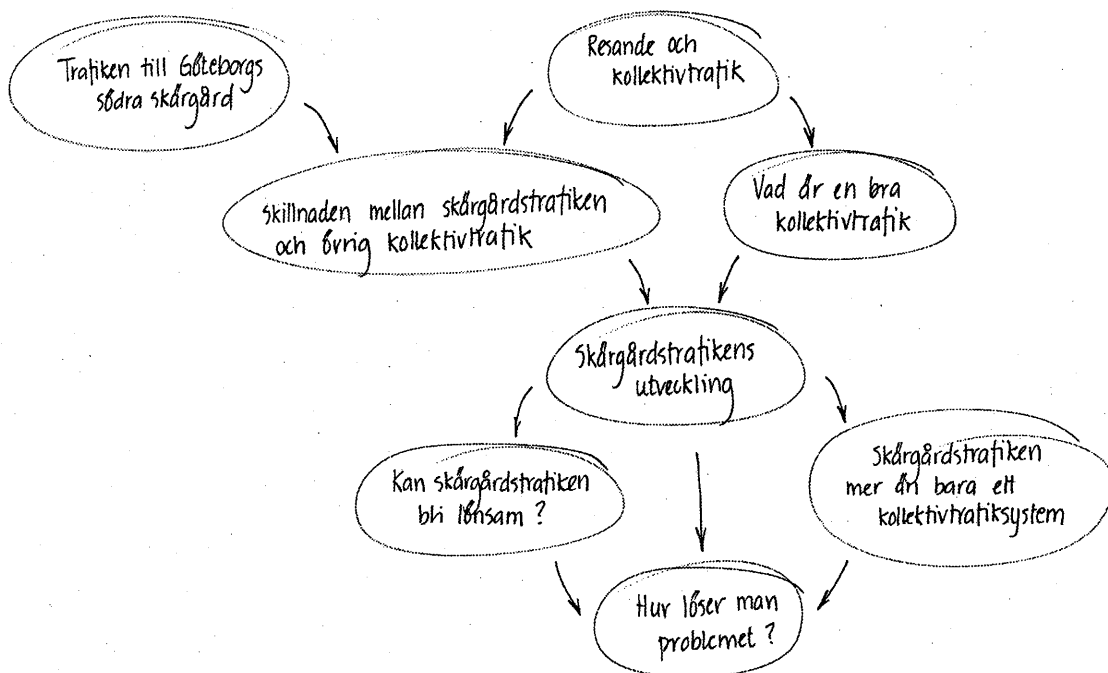 Trafiken till Göteborgs
södra skärgård
Resande och
kollektivtrafik
Skillnaden mellan skärgårdstrafiken
och övrig kollektivtrafik
Vad är en bra
kollektivtrafik
Skärgårdstrafikens
utveckling
Kan skärgårdstrafiken
bli lönsam ?
Skärgårdstrafiken
mer än bara ett
kollektivtrafiksystem
Hur löser man
problemet ?